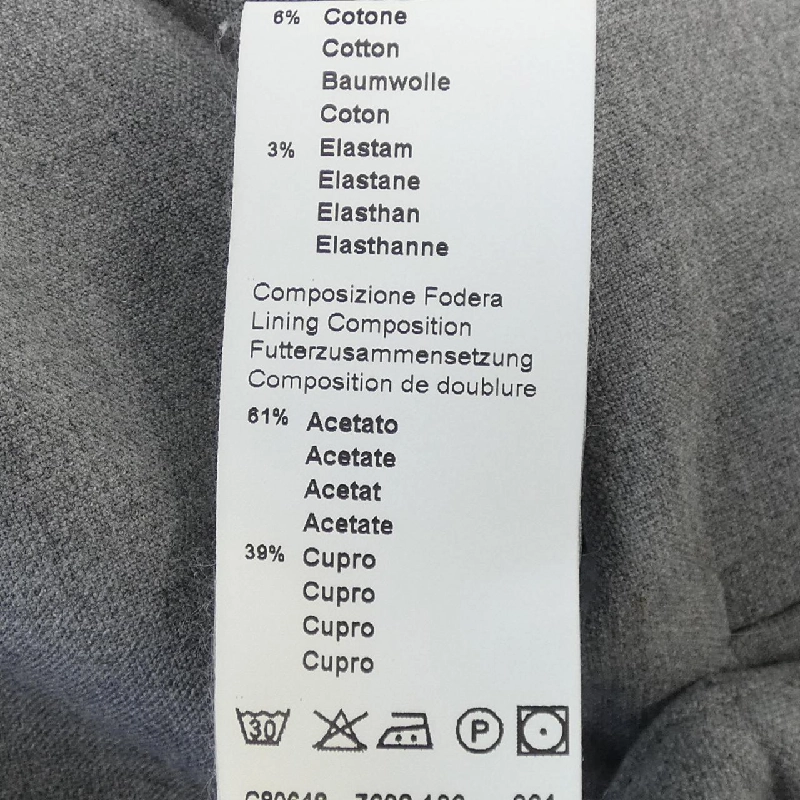 6% Cotone
Cotton
Baumwolle
Coton
3% Elastam
Elastane
Elasthan
Elasthanne
Composizione Fodera
Lining Composition
Futterzusammensetzung
Composition de doublure
61% Acetato
Acetate
Acetat
Acetate
39% Cupro
Cupro
Cupro
Cupro
30 P